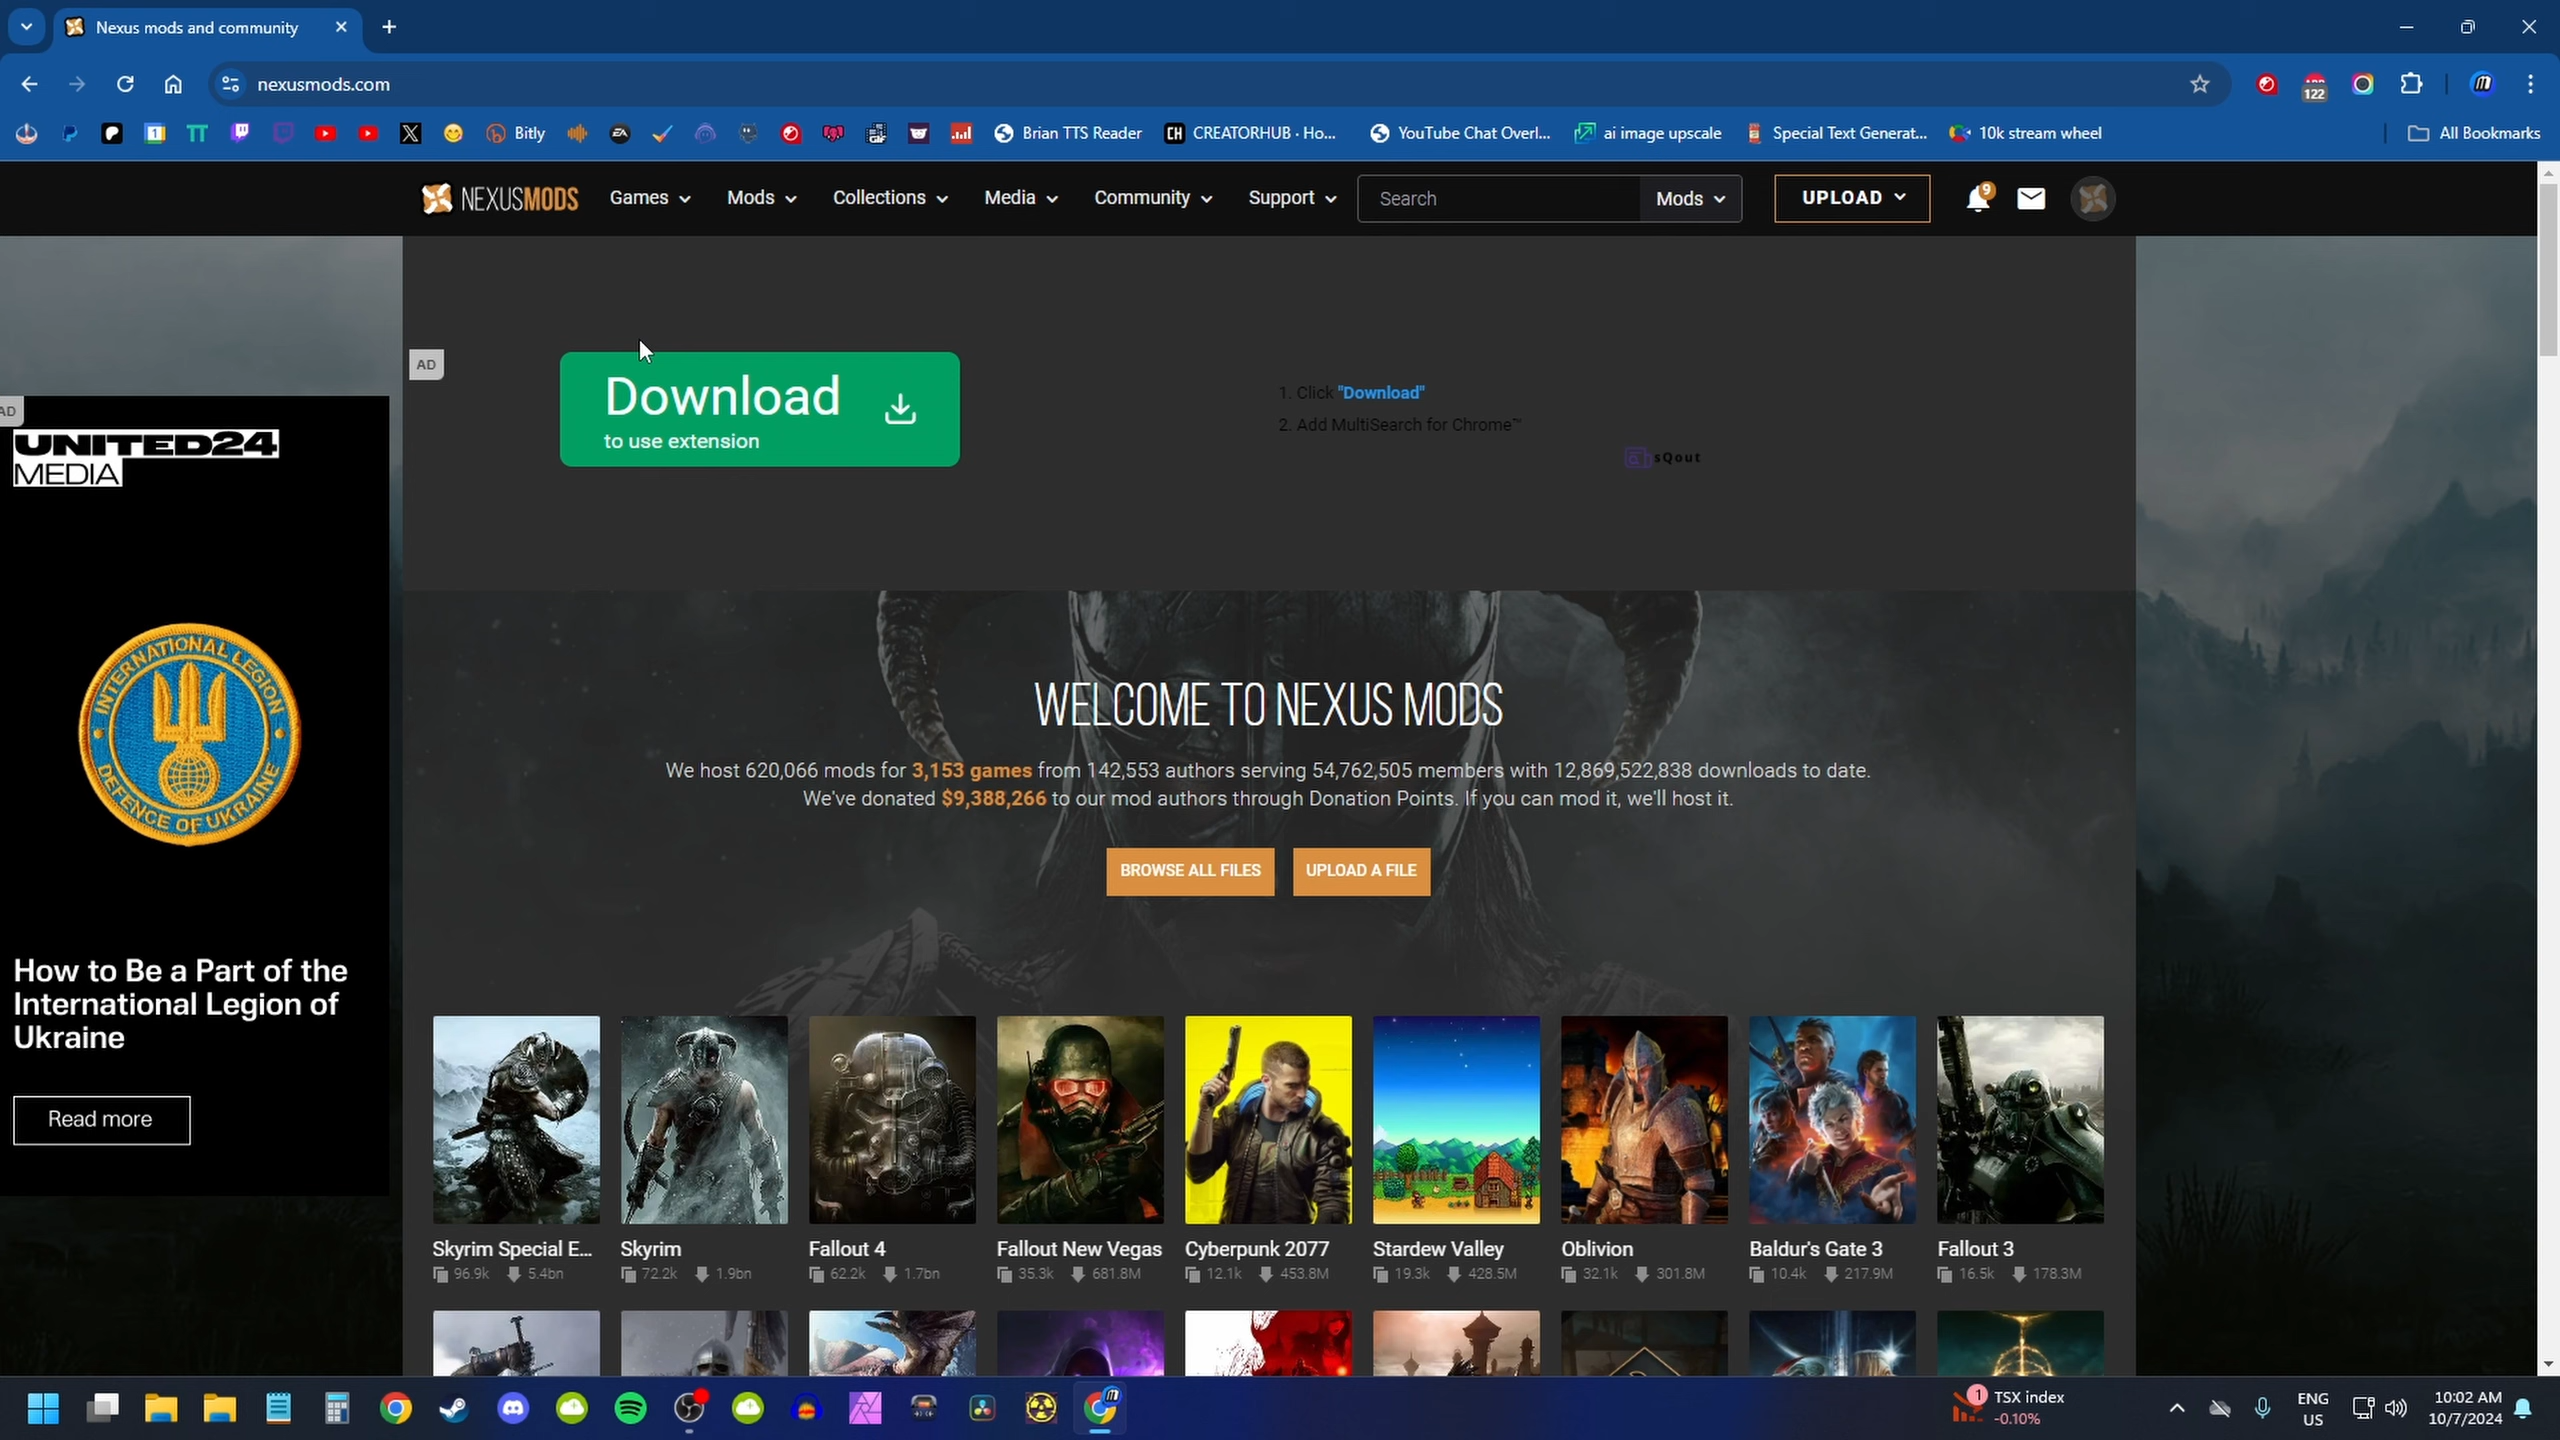 Nexus mods and community
nexusmods.com
122
Bitly
Brian TTS Reader
CREATORHUB · Ho...
YouTube Chat Overl...
ai image upscale
Special Text Generat...
10k stream wheel
All Bookmarks
NEXUSMODS
Games
Mods
Collections
Media
Community
Support
Search
Mods
UPLOAD
9
AD
Download
to use extension
1. Click "Download"
2. Add MultiSearch for Chrome™
sQout
AD
UNITED24
MEDIA
INTERNATIONAL LEGION
DEFENCE OF UKRAINE
How to Be a Part of the
International Legion of
Ukraine
Read more
WELCOME TO NEXUS MODS
We host 620,066 mods for 3,153 games from 142,553 authors serving 54,762,505 members with 12,869,522,838 downloads to date.
We've donated $9,388,266 to our mod authors through Donation Points. If you can mod it, we'll host it.
BROWSE ALL FILES
UPLOAD A FILE
Skyrim Special E...
96.9k 5.4bn
Skyrim
72.2k 1.9bn
Fallout 4
62.2k 1.7bn
Fallout New Vegas
35.3k 681.8M
Cyberpunk 2077
12.1k 453.8M
Stardew Valley
19.3k 428.5M
Oblivion
32.1k 301.8M
Baldur's Gate 3
10.4k 217.9M
Fallout 3
16.5k 178.3M
1
TSX index
-0.10%
ENG
US
10:02 AM
10/7/2024